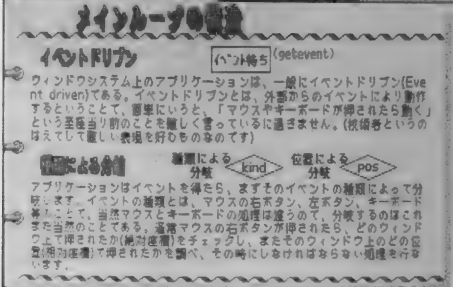 メインループの
イベントドリブン イベント待ち (getevent)
ウィンドウシステム上のアプリケーションは、一般にイベントドリブン(Eve
nt driven)である。イベントドリブンとは、外部からのイベントにより動作
するということで、簡単にいうと、「マウスやキーボードが押されたら動く」
という至極当り前のことを難しく言っているに過ぎません。(技術者というの
はえてして難しい表現を好むものなのです)
による分岐 種類による分岐 kind 位置による分岐 pos
アプリケーションはイベントを得たら、まずそのイベントの種類によって分
岐します。イベントの種類とは、マウスの右ボタン、左ボタン、キーボード
等のことで、当然マウスとキーボードの処理は違うので、分岐するのはこれ
また当然のことである。通常マウスの右ボタンが押されたら、どのウィンド
ウ上で押されたか(絶対座標)をチェックし、またそのウィンドウ上のどの位
置(相対座標)で押されたかを調べ、その時にしなければならない処理を行な
います。